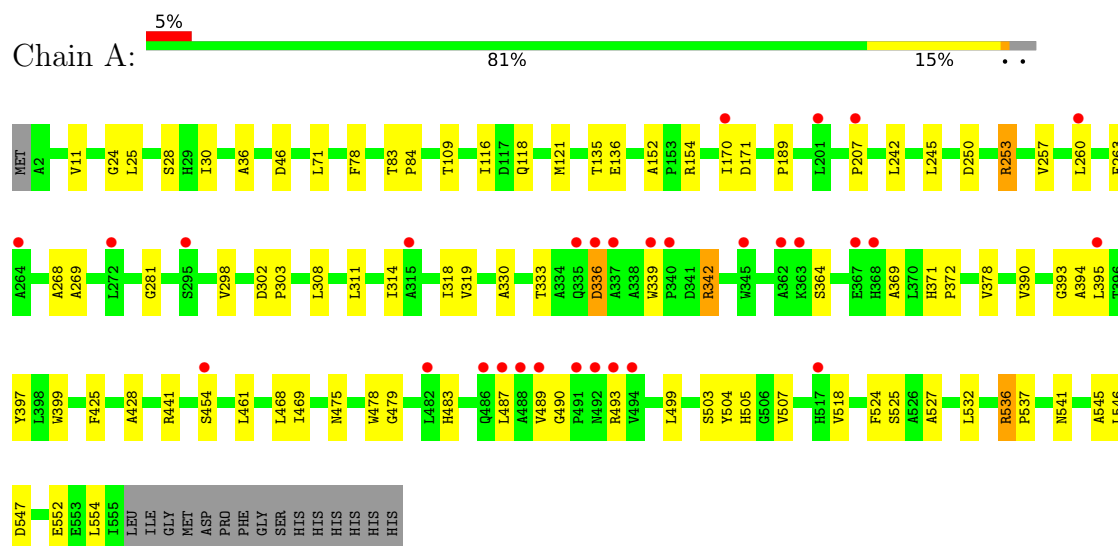 5%
Chain A:
81% 15% • •
MET A2 V11 G24 L25 S28 H29 I30 A36 D46 L71 F78 T83 P84 T109 I116 D117 Q118 M121 T135 E136 A152 P153 R154 I170 D171 P189 L201 P207 L242 L245 D250 R253 V257 L260
A264 A268 A269 L272 G281 S295 V298 D302 P303 L308 L311 I314 A315 I318 V319 A330 T333 A334 Q335 D336 A337 A338 W339 P340 D341 R342 W345 A362 K363 S364 E367 H368 A369 L370 H371 P372 V378 V390 G393 A394 L395 T396
Y397 L398 W399 F425 A428 R441 S454 L461 L468 I469 N475 W478 G479 L482 H483 Q486 L487 A488 V489 G490 P491 N492 R493 V494 L499 S503 Y504 H505 G506 V507 H517 V518 F524 S525 A526 A527 L532 R536 P537 N541 A545 L546
D547 E552 E553 L554 I555 LEU ILE GLY MET ASP PRO PHE GLY SER HIS HIS HIS HIS HIS HIS